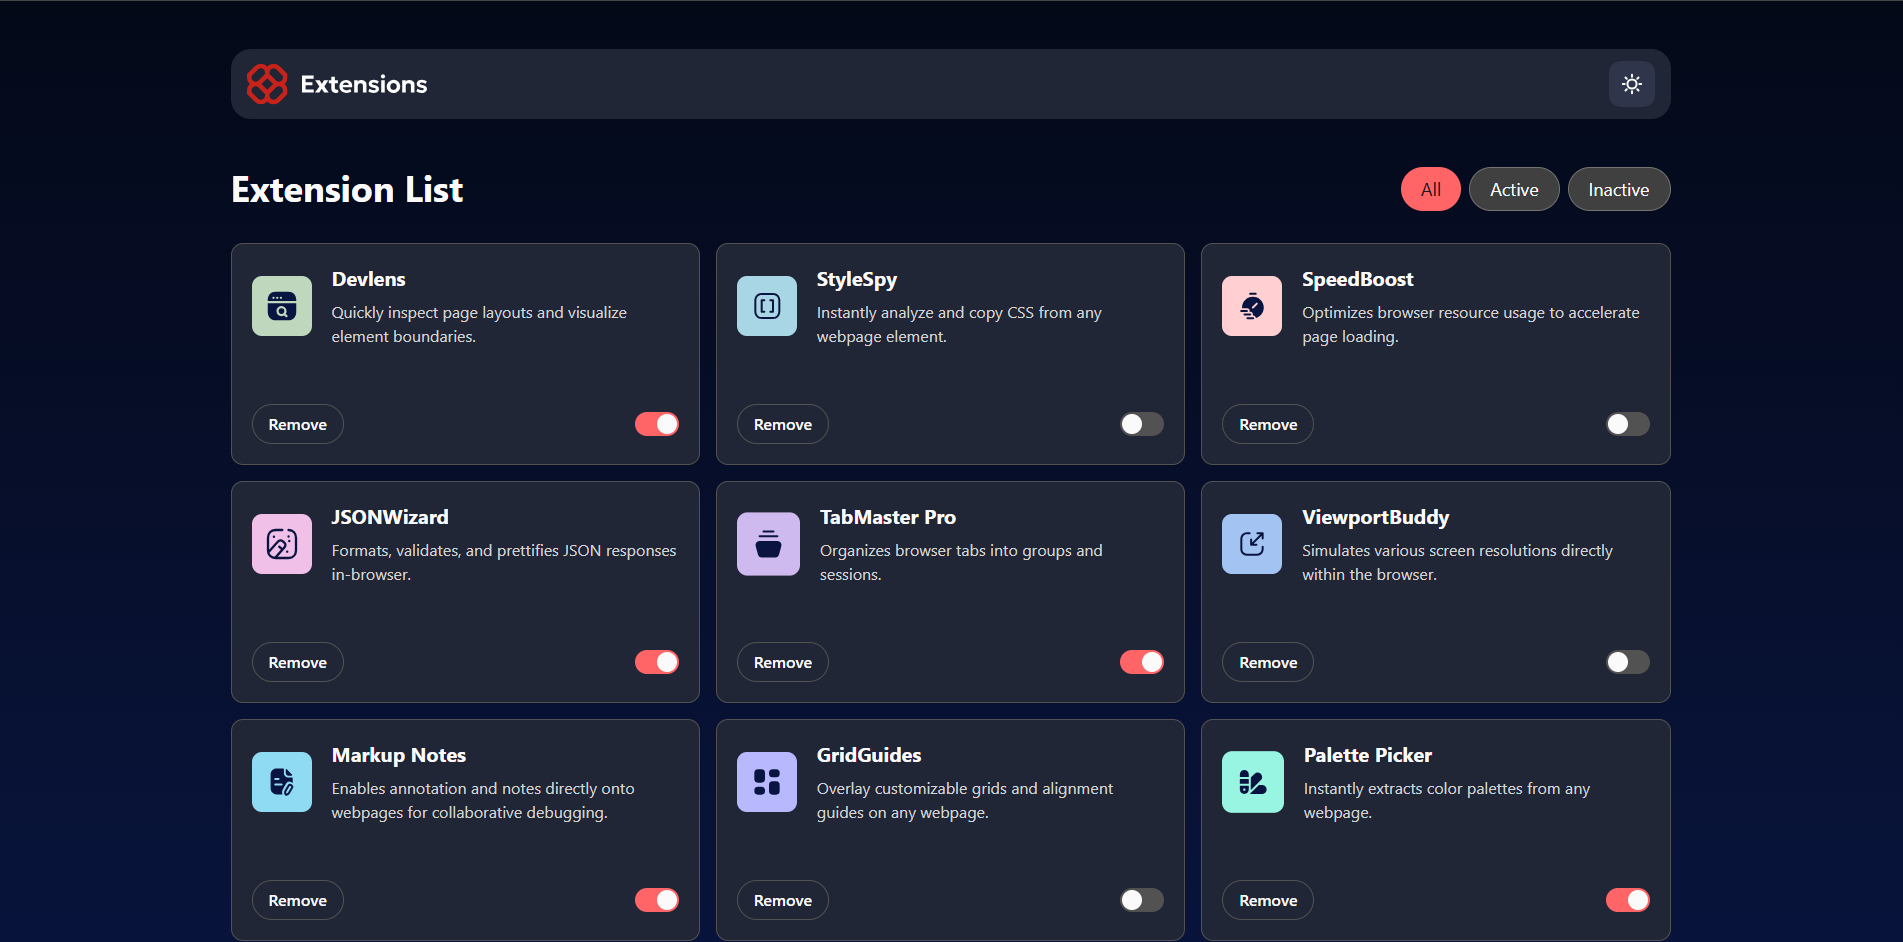 Extensions
Extension List
All
Active
Inactive
Devlens
Quickly inspect page layouts and visualize
element boundaries.
Remove
StyleSpy
Instantly analyze and copy CSS from any
webpage element.
Remove
SpeedBoost
Optimizes browser resource usage to accelerate
page loading.
Remove
JSONWizard
Formats, validates, and prettifies JSON responses
in-browser.
Remove
TabMaster Pro
Organizes browser tabs into groups and
sessions.
Remove
ViewportBuddy
Simulates various screen resolutions directly
within the browser.
Remove
Markup Notes
Enables annotation and notes directly onto
webpages for collaborative debugging.
Remove
GridGuides
Overlay customizable grids and alignment
guides on any webpage.
Remove
Palette Picker
Instantly extracts color palettes from any
webpage.
Remove